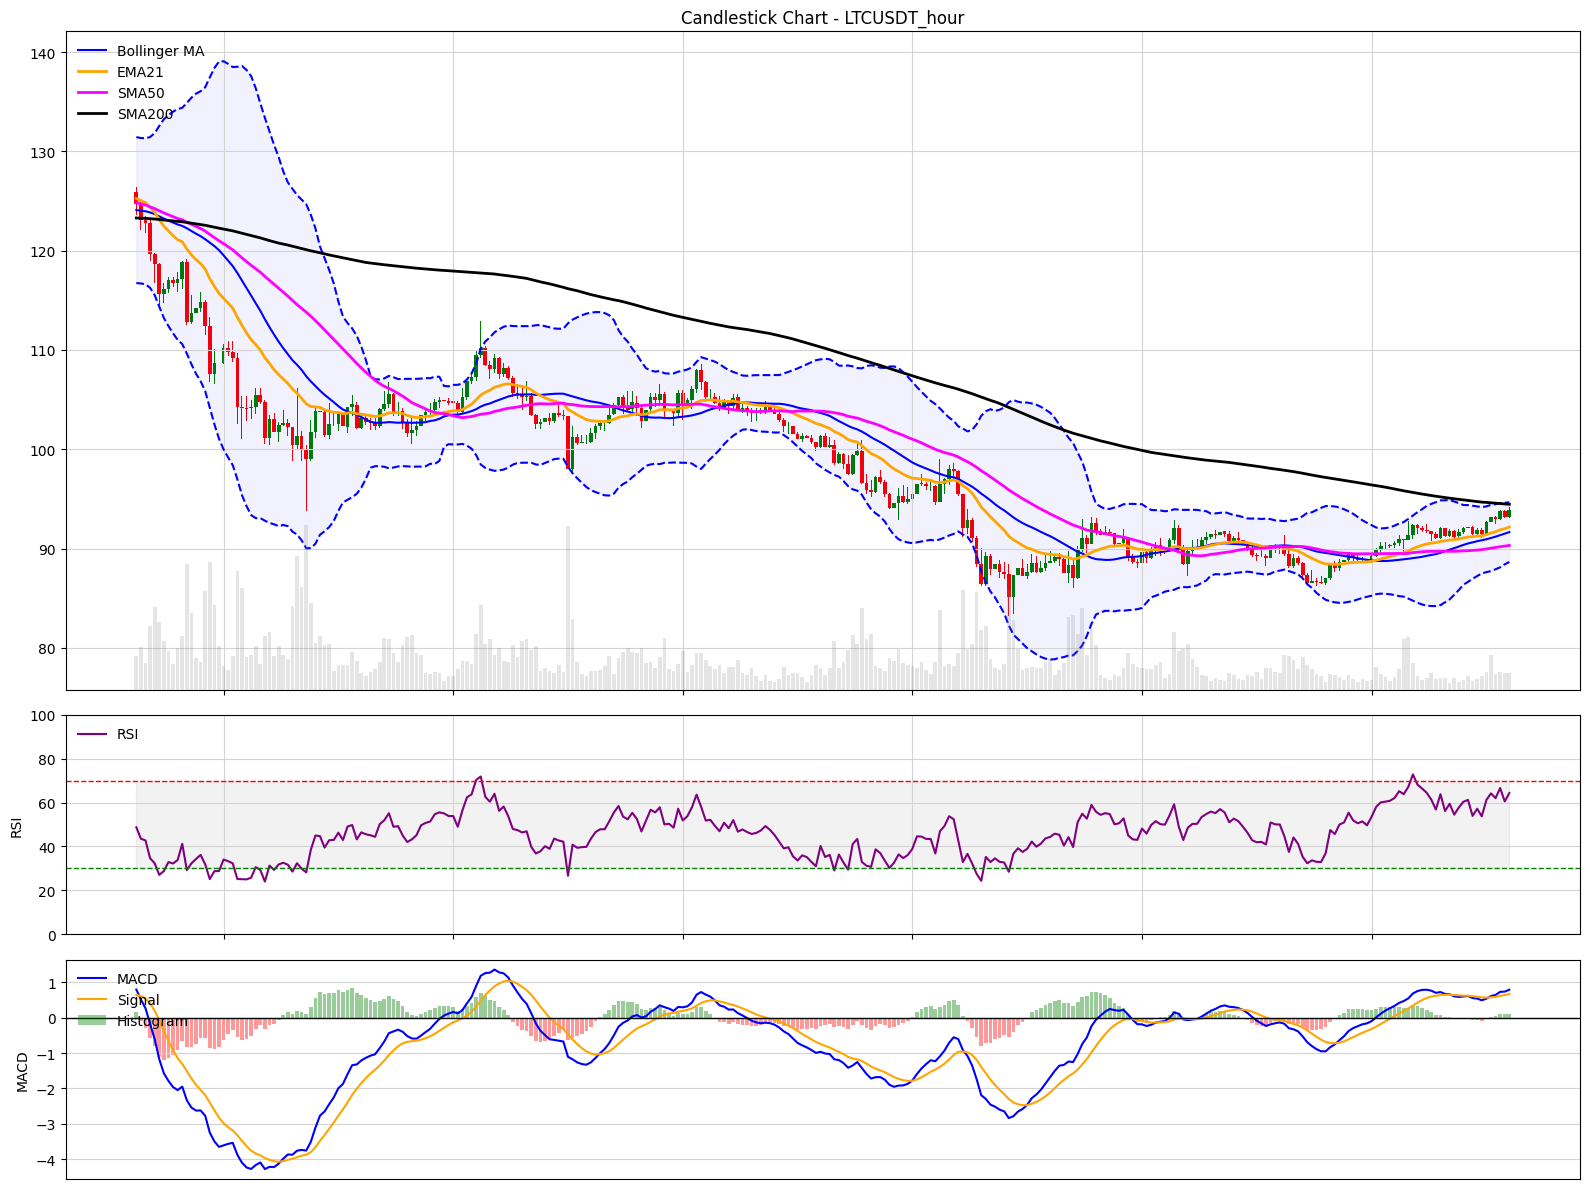 Candlestick Chart - LTCUSDT_hour
140
130
120
110
100
90
80
Bollinger MA
EMA21
SMA50
SMA200
100
80
60
40
20
0
RSI
RSI
1
0
−1
−2
−3
−4
MACD
MACD
Signal
Histogram